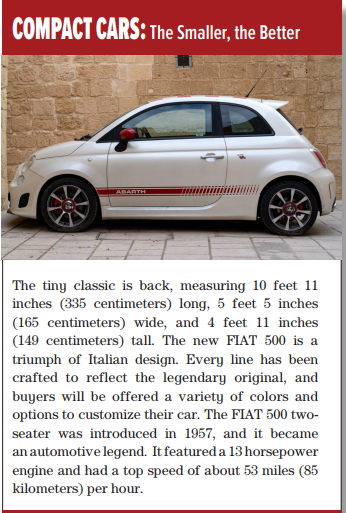 COMPACT CARS: The Smaller, the Better
ABARTH
The tiny classic is back, measuring 10 feet 11
inches (335 centimeters) long, 5 feet 5 inches
(165 centimeters) wide, and 4 feet 11 inches
(149 centimeters) tall. The new FIAT 500 is a
triumph of Italian design. Every line has been
crafted to reflect the legendary original, and
buyers will be offered a variety of colors and
options to customize their car. The FIAT 500 two-
seater was introduced in 1957, and it became
an automotive legend. It featured a 13 horsepower
engine and had a top speed of about 53 miles (85
kilometers) per hour.